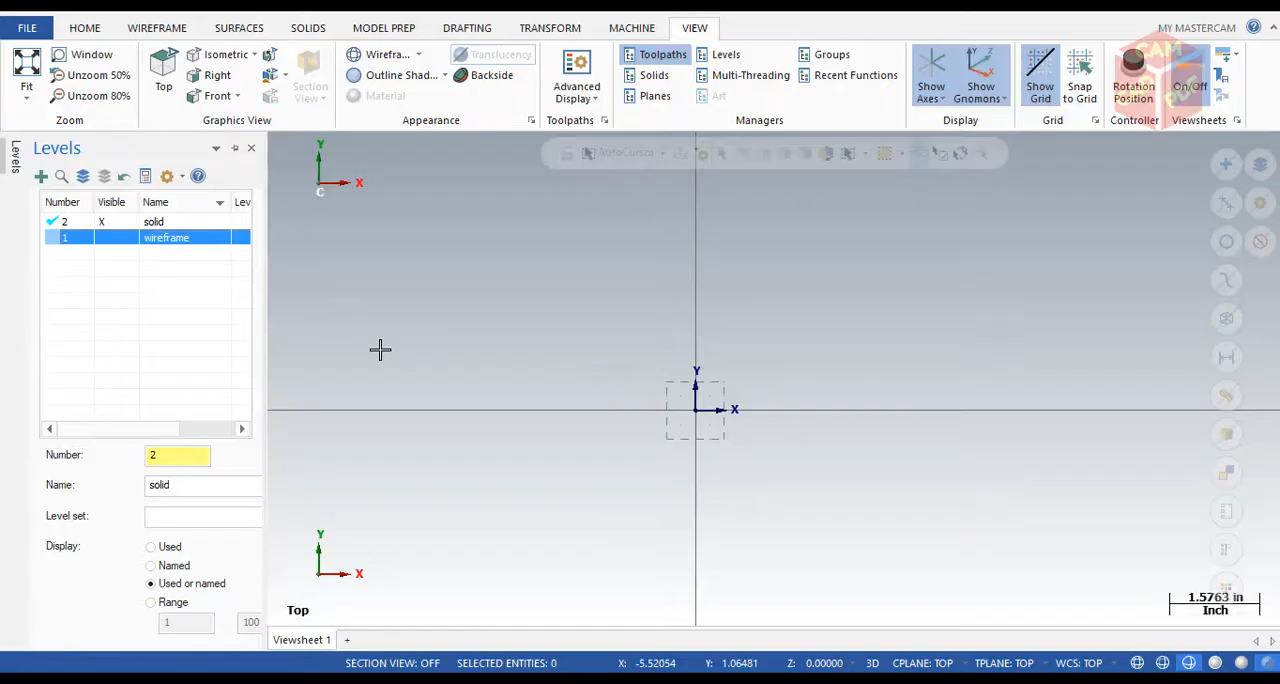 FILE HOME WIREFRAME SURFACES SOLIDS MODEL PREP DRAFTING TRANSFORM MACHINE VIEW MY MASTERCAM
Fit
Window
Unzoom 50%
Unzoom 80%
Zoom
Top
Isometric
Right
Front
Section View
Graphics View
Wirefra...
Outline Shad...
Material
Translucency
Backside
Appearance
Advanced Display
Toolpaths
Toolpaths
Solids
Planes
Levels
Multi-Threading
Art
Groups
Recent Functions
Managers
Show Axes
Show Gnomons
Display
Show Grid
Snap to Grid
Grid
Rotation Position
Controller
On/Off
Viewsheets
Levels
Levels
Number Visible Name Lev
2 X solid
1 wireframe
Number: 2
Name: solid
Level set:
Display: Used
Named
Used or named
Range
1 100
AutoCursor
Y
X
C
Y
X
Y
X
Top
1.5763 in
Inch
Viewsheet 1 +
SECTION VIEW: OFF SELECTED ENTITIES: 0 X: -5.52054 Y: 1.06481 Z: 0.00000 3D CPLANE: TOP TPLANE: TOP WCS: TOP